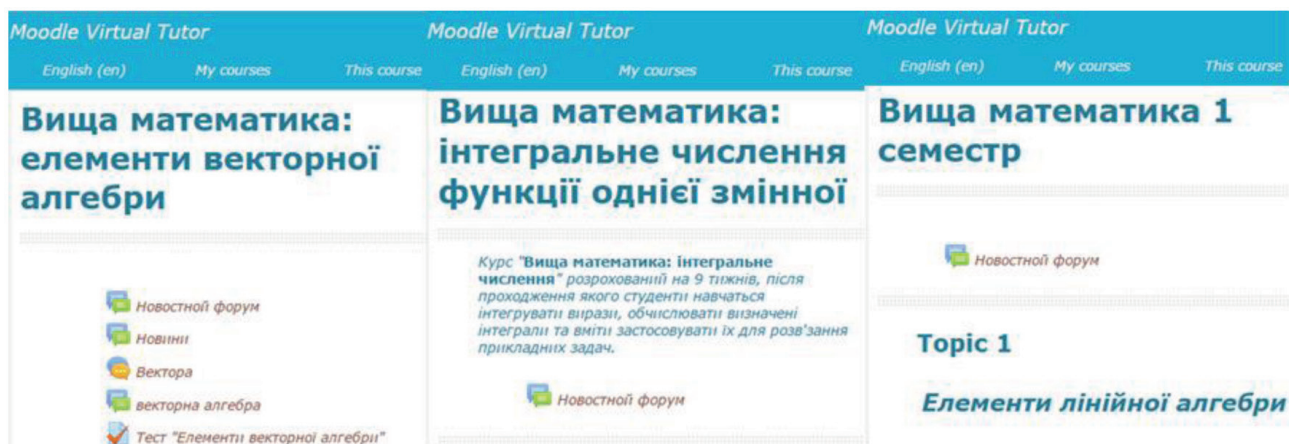 Moodle Virtual Tutor
English (en) My courses This course
Вища математика:
елементи векторної
алгебри
Новостной форум
Новини
Вектора
векторна алгебра
Тест "Елементи векторної алгебри"
Moodle Virtual Tutor
English (en) My courses This course
Вища математика:
інтегральне числення
функції однієї змінної
Курс "Вища математика: інтегральне
числення" розрохований на 9 тижнів, після
проходження якого студенти навчаться
інтегрувати вирази, обчислювати визначені
інтеграли та вміти застосовувати їх для розв'язання
прикладних задач.
Новостной форум
Moodle Virtual Tutor
English (en) My courses This course
Вища математика 1
семестр
Новостной форум
Topic 1
Елементи лінійної алгебри